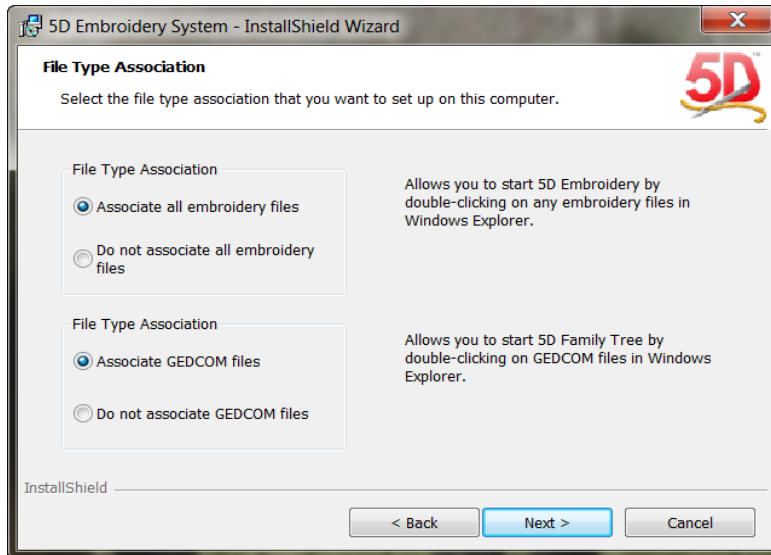 5D Embroidery System - InstallShield Wizard
File Type Association
Select the file type association that you want to set up on this computer.
5D
File Type Association
Associate all embroidery files
Do not associate all embroidery
files
Allows you to start 5D Embroidery by
double-clicking on any embroidery files in
Windows Explorer.
File Type Association
Associate GEDCOM files
Do not associate GEDCOM files
Allows you to start 5D Family Tree by
double-clicking on GEDCOM files in Windows
Explorer.
InstallShield
< Back
Next >
Cancel